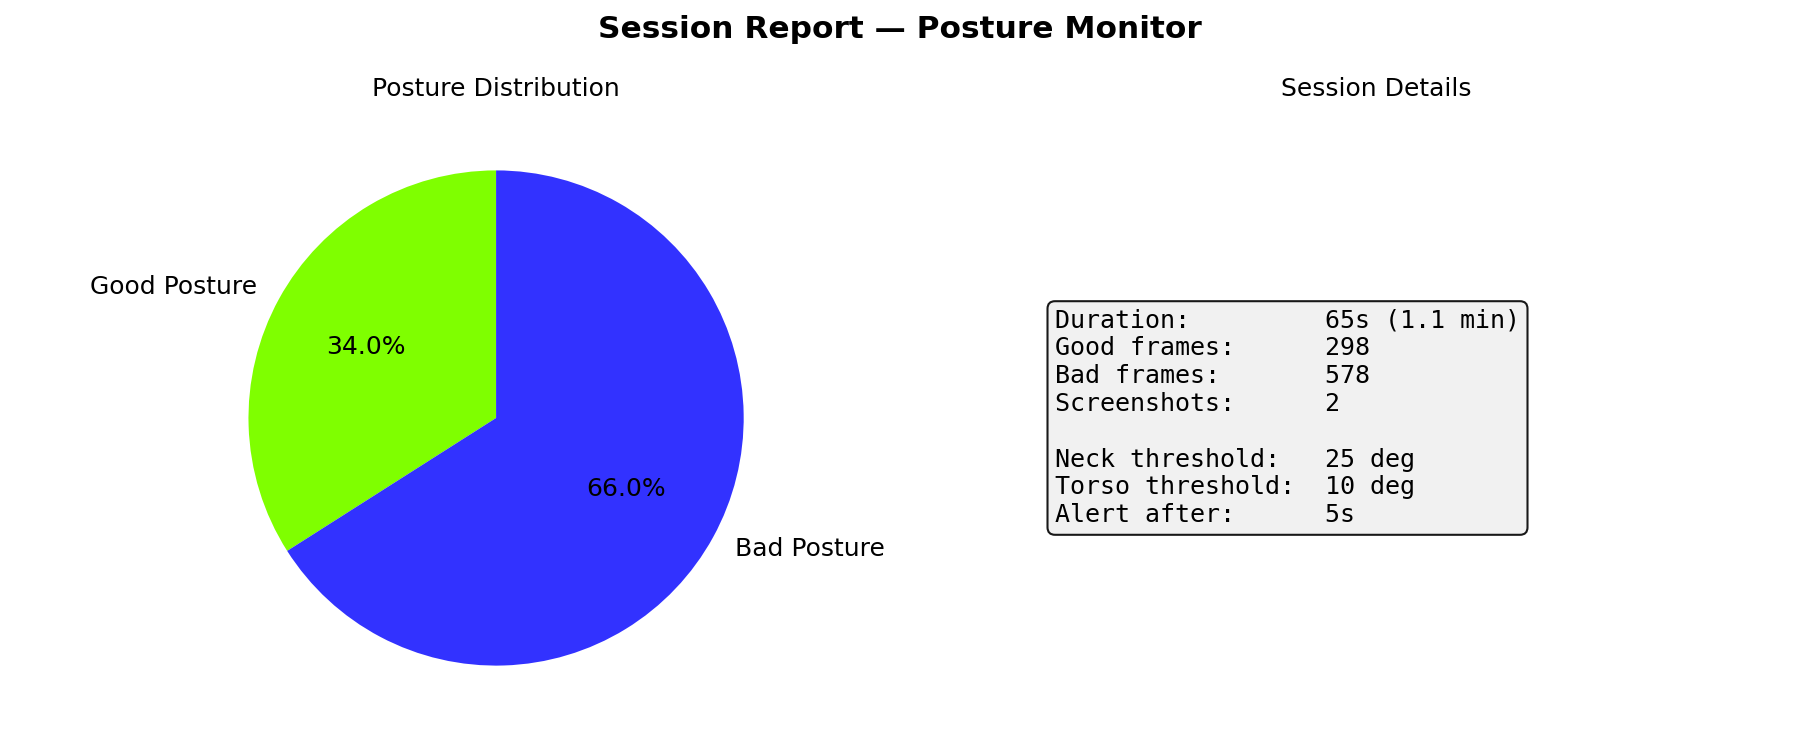 Session Report — Posture Monitor
Posture Distribution
Good Posture
34.0%
66.0%
Bad Posture
Session Details
Duration:         65s (1.1 min)
Good frames:      298
Bad frames:       578
Screenshots:      2
Neck threshold:   25 deg
Torso threshold:  10 deg
Alert after:      5s